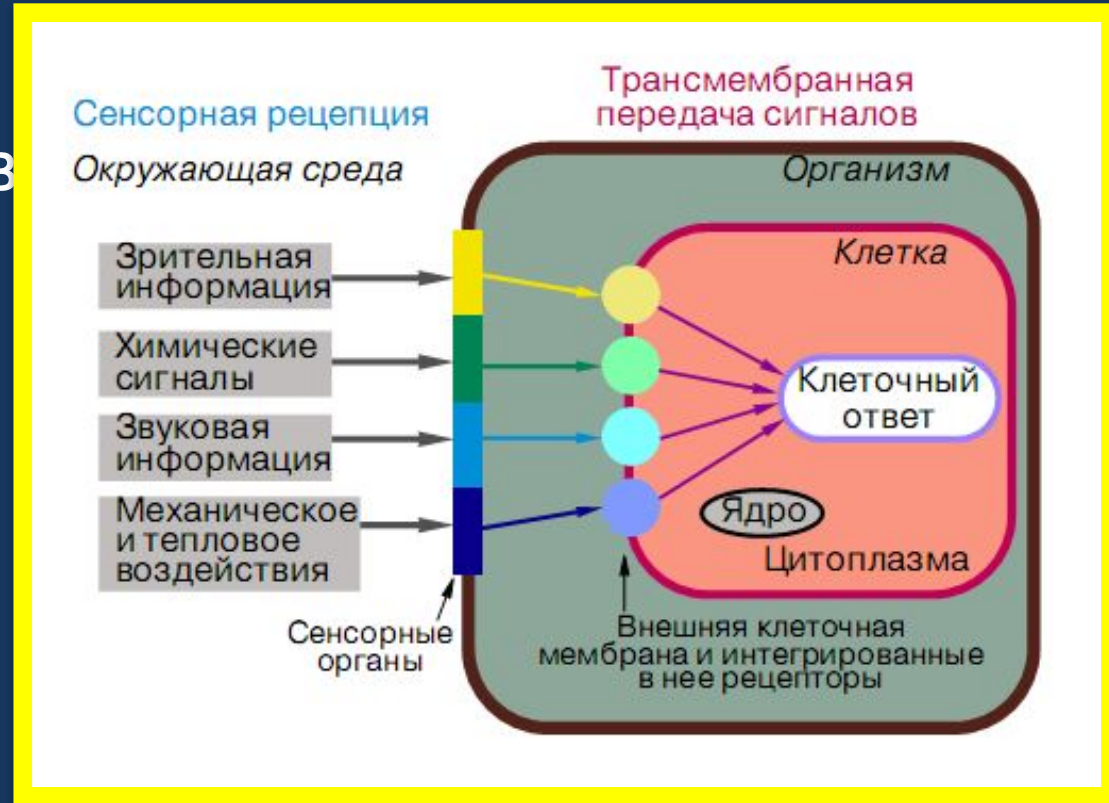 Сенсорная рецепция
Трансмембранная
передача сигналов
в
Окружающая среда
Организм
Клетка
Зрительная
информация
Химические
сигналы
Звуковая
информация
Механическое
и тепловое
воздействия
Клеточный
ответ
Ядро
Цитоплазма
Сенсорные
органы
Внешняя клеточная
мембрана и интегрированные
в нее рецепторы